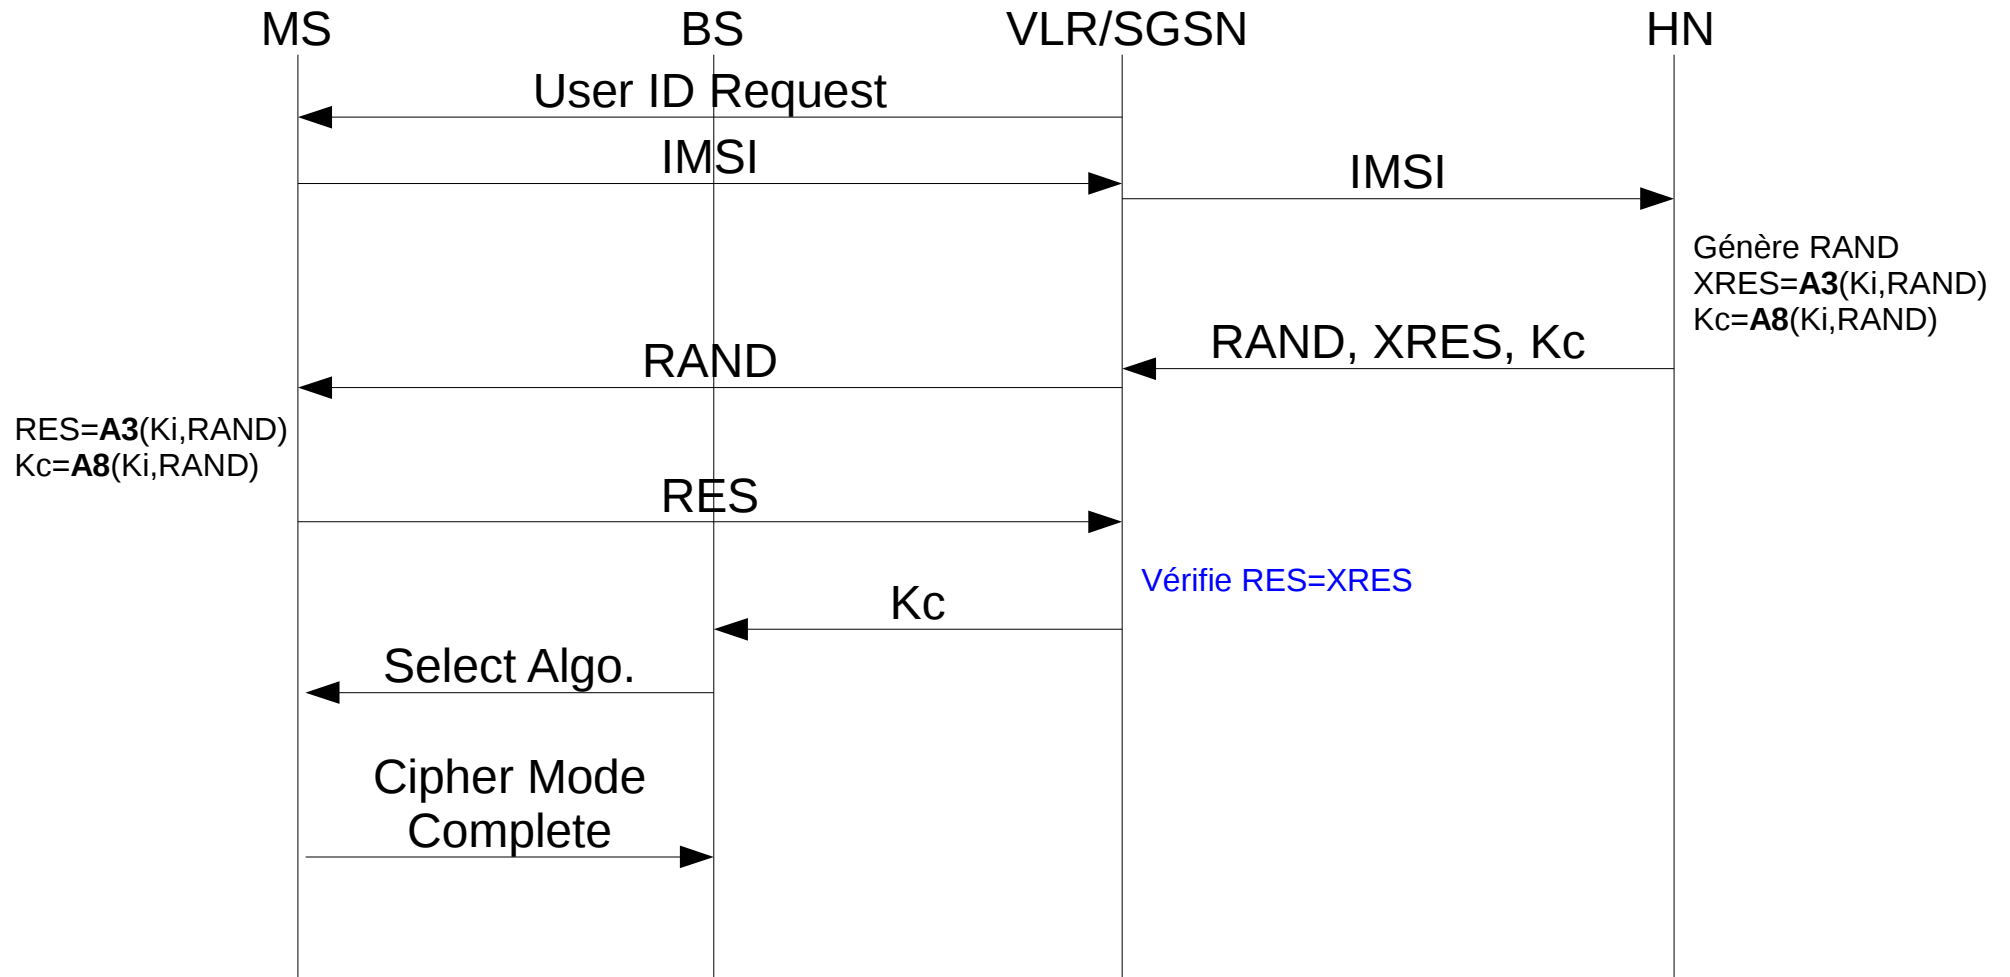 MS
BS
VLR/SGSN
HN
User ID Request
IMSI
IMSI
Génère RAND
XRES=A3(Ki,RAND)
Kc=A8(Ki,RAND)
RAND, XRES, Kc
RAND
RES=A3(Ki,RAND)
Kc=A8(Ki,RAND)
RES
Vérifie RES=XRES
Kc
Select Algo.
Cipher Mode
Complete